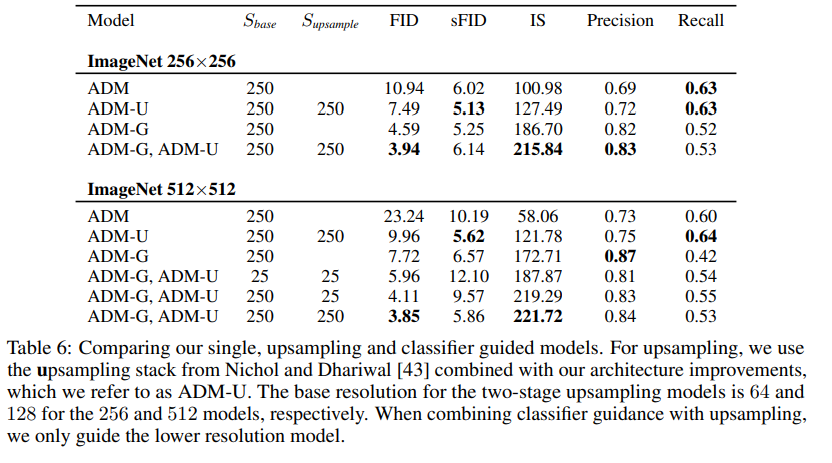 Model S_base S_upsample FID sFID IS Precision Recall
ImageNet 256×256
ADM 250 10.94 6.02 100.98 0.69 0.63
ADM-U 250 250 7.49 5.13 127.49 0.72 0.63
ADM-G 250 4.59 5.25 186.70 0.82 0.52
ADM-G, ADM-U 250 250 3.94 6.14 215.84 0.83 0.53
ImageNet 512×512
ADM 250 23.24 10.19 58.06 0.73 0.60
ADM-U 250 250 9.96 5.62 121.78 0.75 0.64
ADM-G 250 7.72 6.57 172.71 0.87 0.42
ADM-G, ADM-U 25 25 5.96 12.10 187.87 0.81 0.54
ADM-G, ADM-U 250 25 4.11 9.57 219.29 0.83 0.55
ADM-G, ADM-U 250 250 3.85 5.86 221.72 0.84 0.53
Table 6: Comparing our single, upsampling and classifier guided models. For upsampling, we use
the upsampling stack from Nichol and Dhariwal [43] combined with our architecture improvements,
which we refer to as ADM-U. The base resolution for the two-stage upsampling models is 64 and
128 for the 256 and 512 models, respectively. When combining classifier guidance with upsampling,
we only guide the lower resolution model.